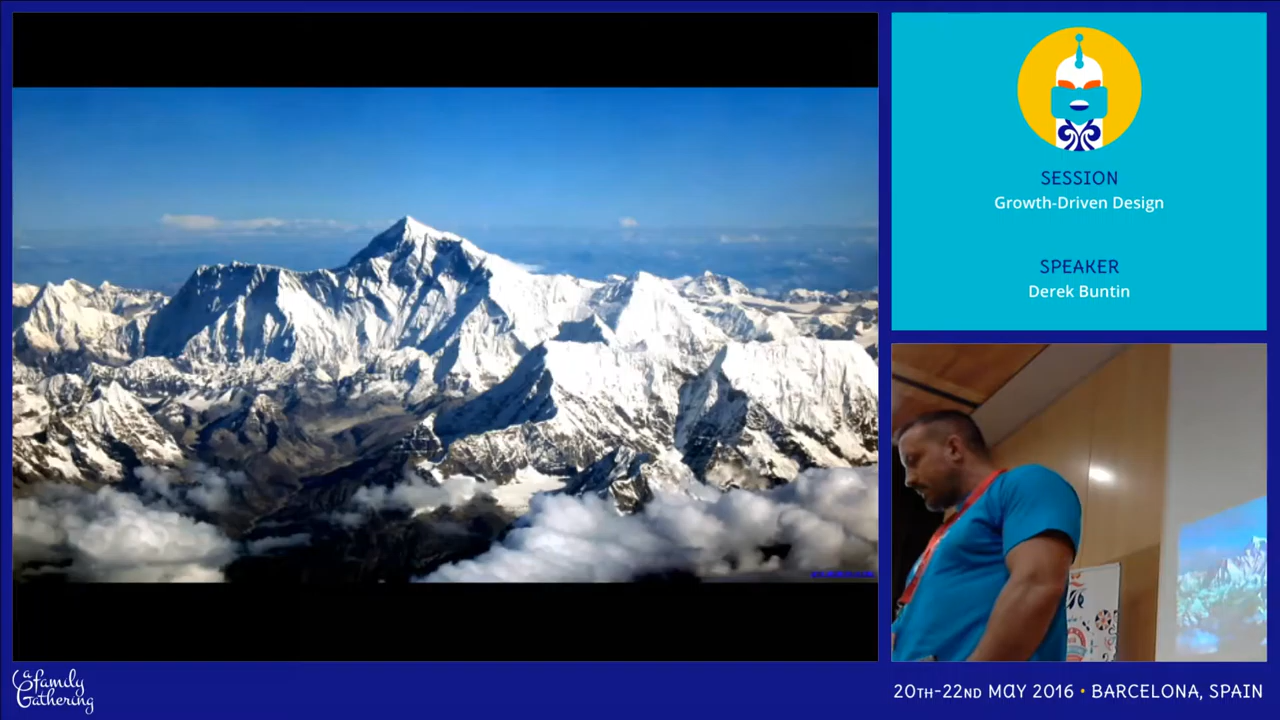 SESSION
Growth-Driven Design
SPEAKER
Derek Buntin
a family
Gathering
20TH-22ND MAY 2016 • BARCELONA, SPAIN